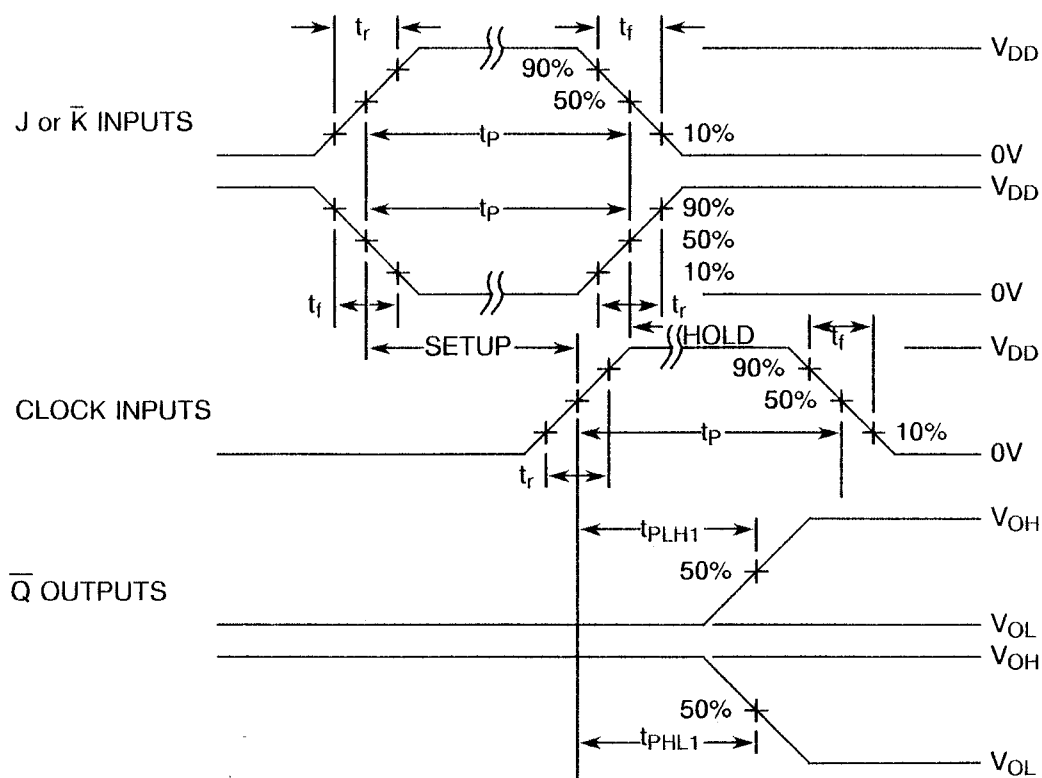 tr
tf
VDD
90%
50%
J or K̅ INPUTS
tP
10%
0V
VDD
tP
90%
50%
10%
tf
tr
0V
SETUP
HOLD
tf
VDD
90%
CLOCK INPUTS
50%
tP
10%
0V
tr
tPLH1
VOH
50%
Q̅ OUTPUTS
VOL
VOH
50%
tPHL1
VOL